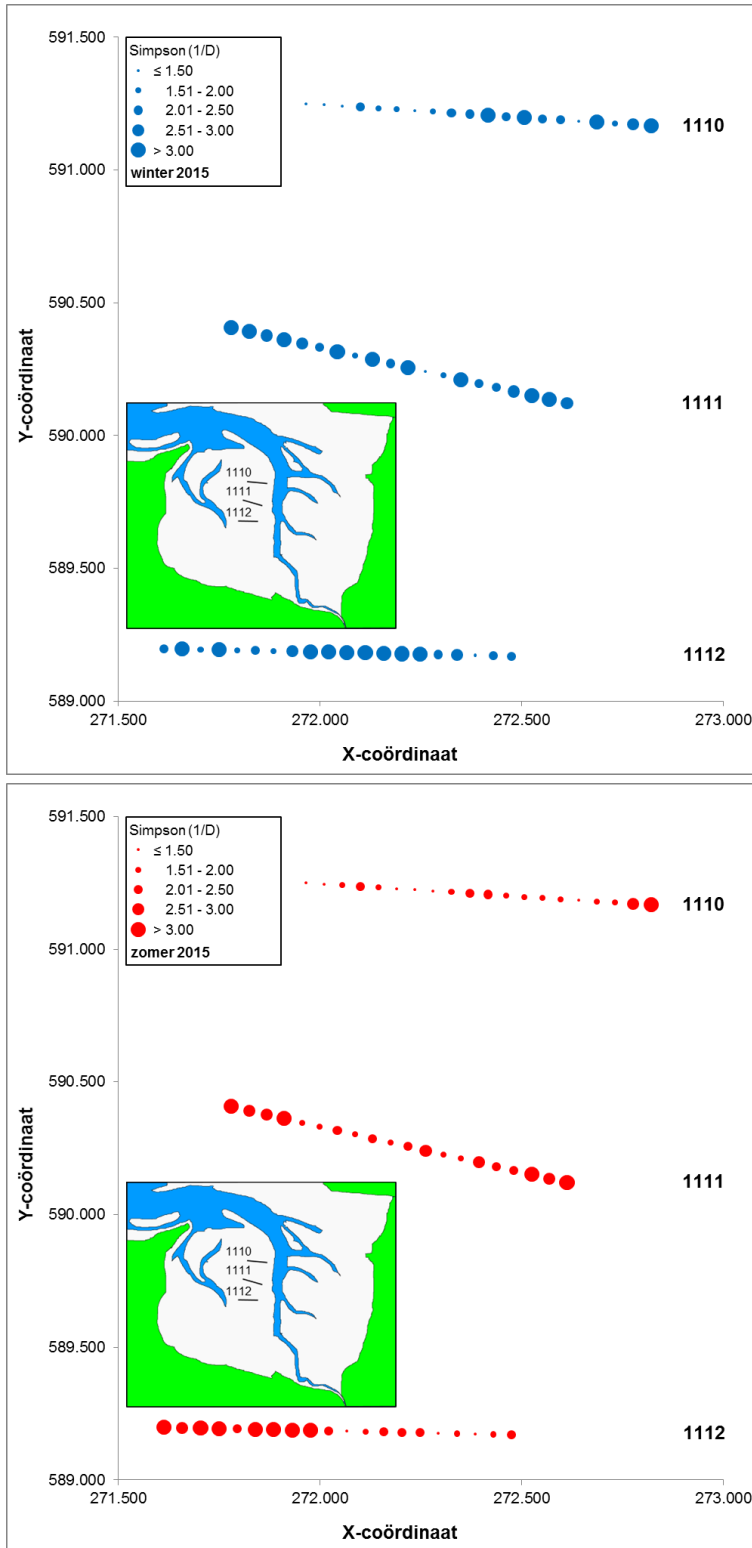 591.500
591.000
590.500
590.000
589.500
589.000
271.500
272.000
272.500
273.000
Y-coördinaat
X-coördinaat
Simpson (1/D)
≤ 1.50
1.51 - 2.00
2.01 - 2.50
2.51 - 3.00
> 3.00
winter 2015
1110
1111
1112
1110
1111
1112
591.500
591.000
590.500
590.000
589.500
589.000
271.500
272.000
272.500
273.000
Y-coördinaat
X-coördinaat
Simpson (1/D)
≤ 1.50
1.51 - 2.00
2.01 - 2.50
2.51 - 3.00
> 3.00
zomer 2015
1110
1111
1112
1110
1111
1112